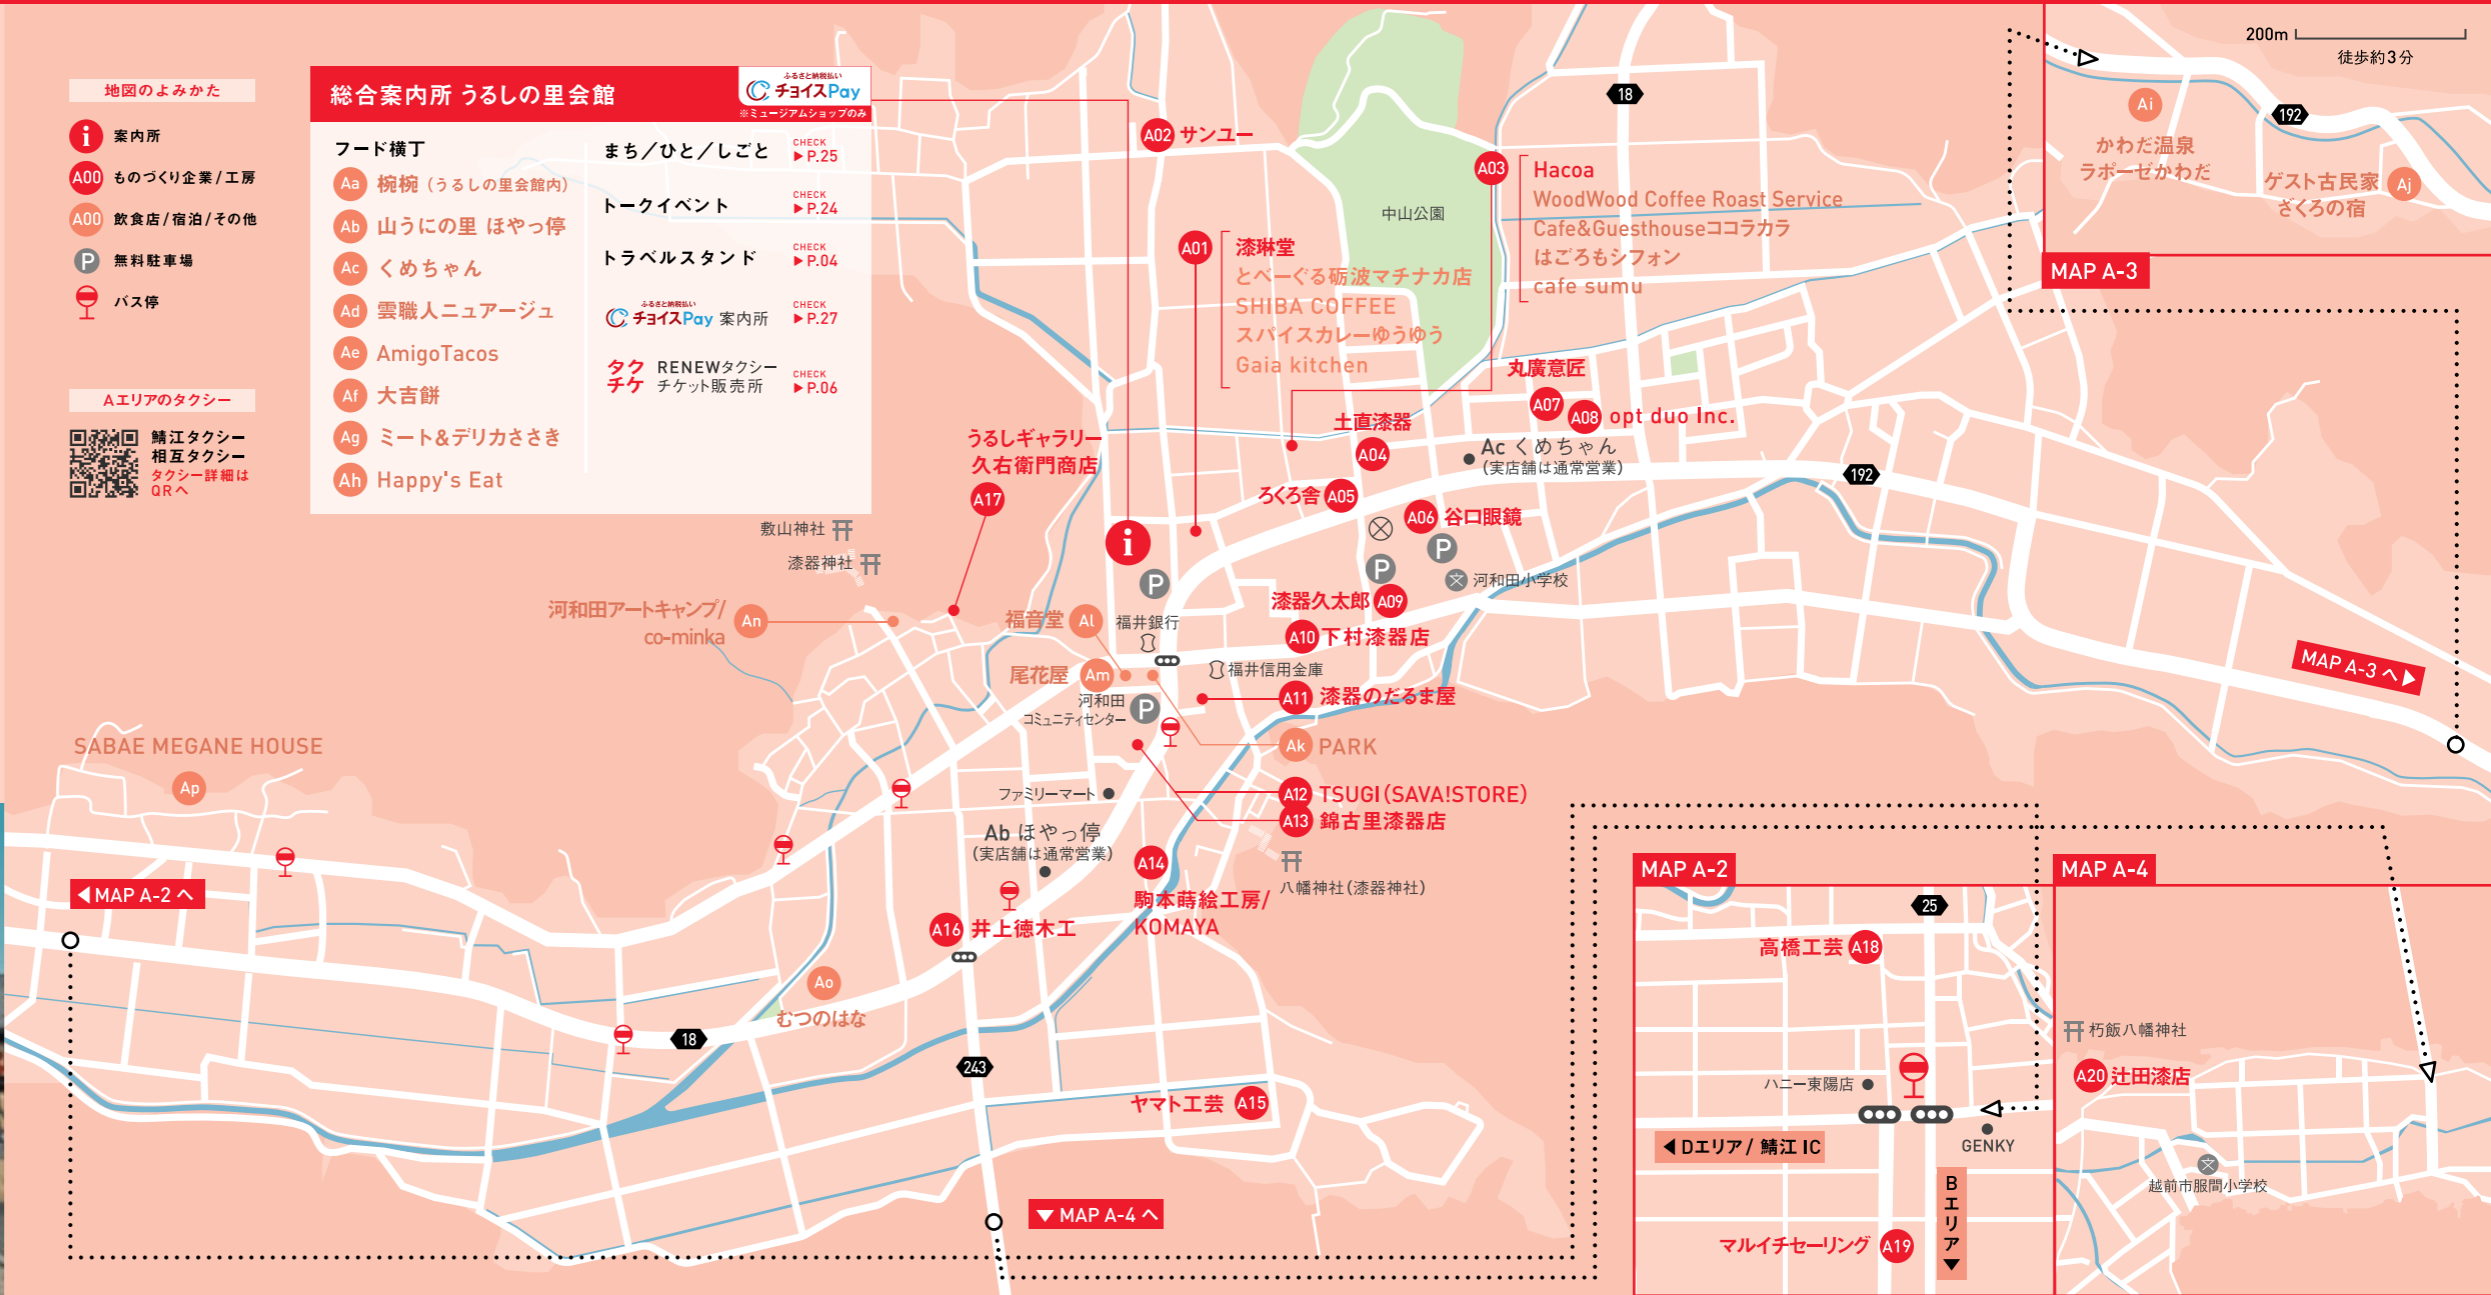 地図のよみかた
i 案内所
A00 ものづくり企業/工房
A00 飲食店/宿泊/その他
P 無料駐車場
バス停
Aエリアのタクシー
鯖江タクシー
相互タクシー
タクシー詳細は
QRへ
総合案内所 うるしの里会館
ふるさと納税払い
チョイスPay
※ミュージアムショップのみ
フード横丁
Aa 椀椀(うるしの里会館内)
Ab 山うにの里 ほやっ停
Ac くめちゃん
Ad 雲職人ニュアージュ
Ae AmigoTacos
Af 大吉餅
Ag ミート&デリカささき
Ah Happy's Eat
まち/ひと/しごと CHECK ▶P.25
トークイベント CHECK ▶P.24
トラベルスタンド CHECK ▶P.04
ふるさと納税払い
チョイスPay 案内所 CHECK ▶P.27
タクチケ RENEWタクシー
チケット販売所 CHECK ▶P.06
A02 サンユー
18
中山公園
A01 漆琳堂
とべーぐる砺波マチナカ店
SHIBA COFFEE
スパイスカレーゆうゆう
Gaia kitchen
A03 Hacoa
WoodWood Coffee Roast Service
Cafe&Guesthouseココラカラ
はごろもシフォン
cafe sumu
200m
徒歩約3分
Ai
かわだ温泉
ラポーゼかわだ
192
ゲスト古民家
ざくろの宿
Aj
MAP A-3
丸廣意匠
A07
A08 opt duo Inc.
土直漆器
A04
Ac くめちゃん
(実店舗は通常営業)
192
うるしギャラリー
久右衛門商店
A17
ろくろ舎 A05
A06 谷口眼鏡
i
P
P
P
文 河和田小学校
敷山神社
漆器神社
河和田アートキャンプ/
co-minka
An
漆器久太郎 A09
A10 下村漆器店
福音堂 Al
福井銀行
福井信用金庫
尾花屋 Am
河和田
コミュニティセンター
P
A11 漆器のだるま屋
Ak PARK
A12 TSUGI(SAVA!STORE)
A13 錦古里漆器店
MAP A-3 へ▶
SABAE MEGANE HOUSE
Ap
ファミリーマート
Ab ほやっ停
(実店舗は通常営業)
A14
駒本蒔絵工房/
KOMAYA
八幡神社(漆器神社)
◀MAP A-2 へ
A16 井上徳木工
Ao
むつのはな
18
243
ヤマト工芸 A15
▼MAP A-4 へ
MAP A-2
25
高橋工芸 A18
ハニー東陽店
GENKY
◀Dエリア/ 鯖江 IC
Bエリア▼
マルイチセーリング A19
MAP A-4
朽飯八幡神社
A20 辻田漆店
文
越前市服間小学校